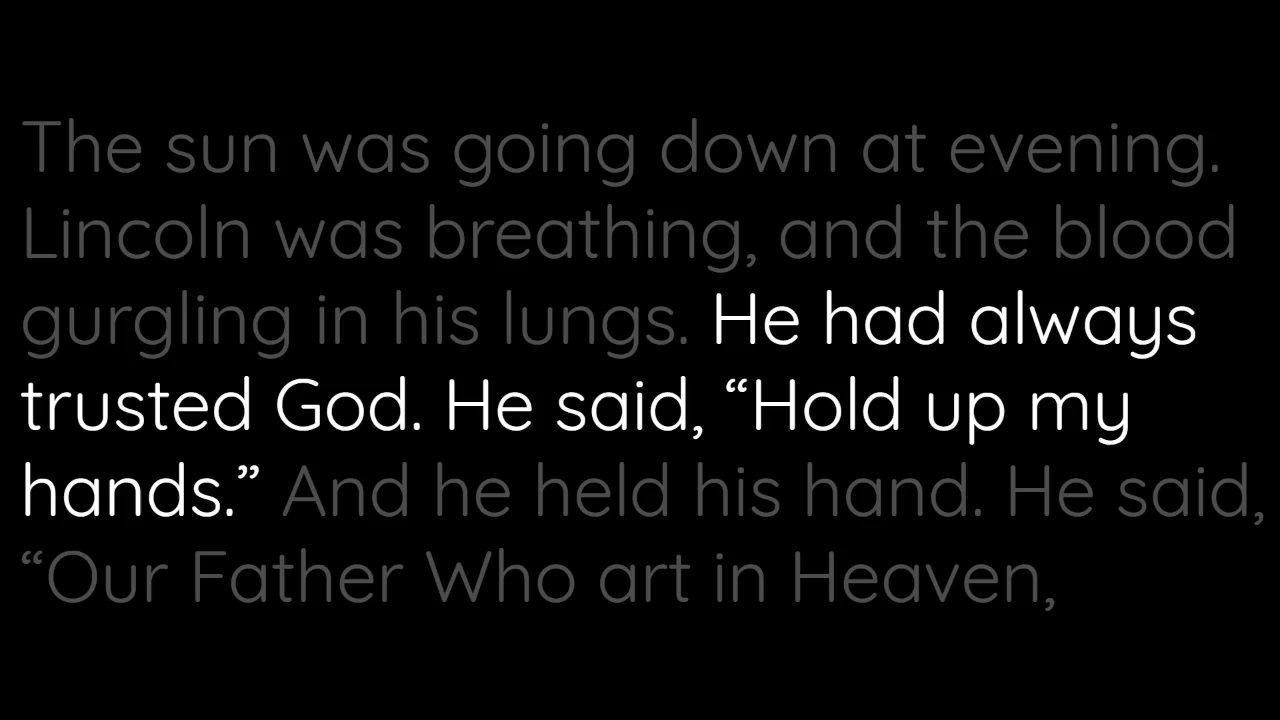 The sun was going down at evening.
Lincoln was breathing, and the blood
gurgling in his lungs. He had always
trusted God. He said, “Hold up my
hands.” And he held his hand. He said,
“Our Father Who art in Heaven,